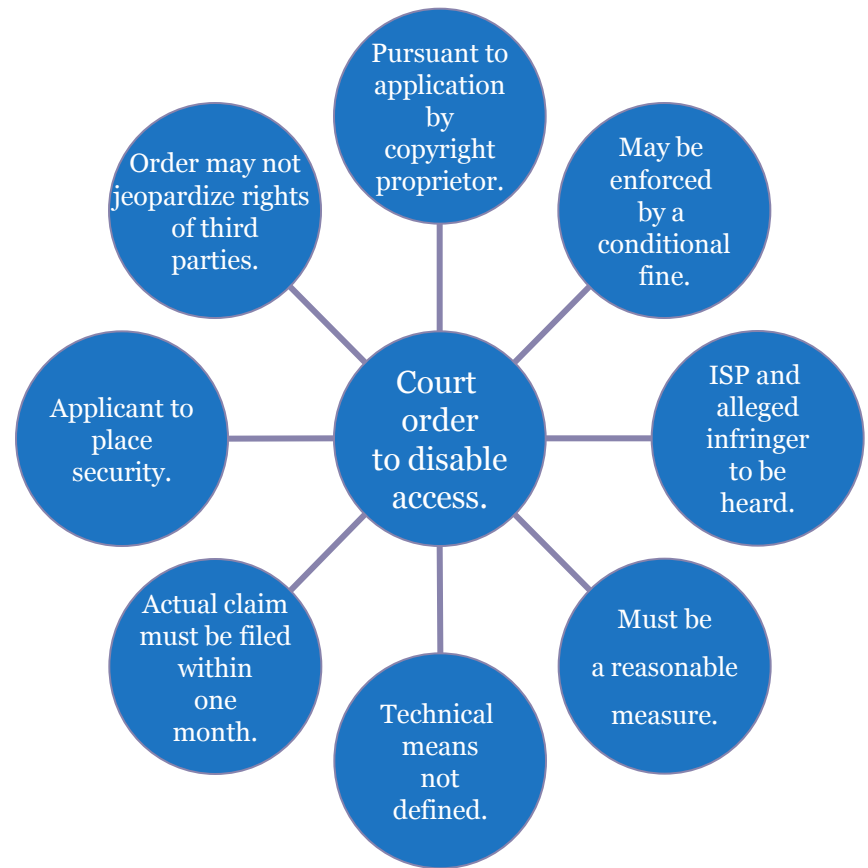 Pursuant to
application
by
copyright
proprietor.
May be
enforced
by a
conditional
fine.
ISP and
alleged
infringer
to be
heard.
Must be
a reasonable
measure.
Technical
means
not
defined.
Actual claim
must be filed
within
one
month.
Applicant to
place
security.
Order may not
jeopardize rights
of third
parties.
Court
order
to disable
access.